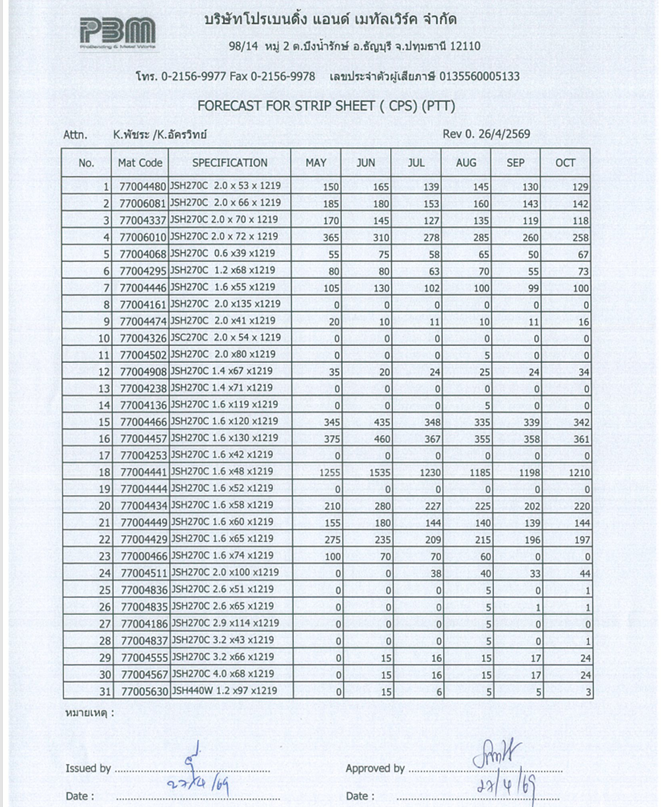 PBM
ProBending & Metal Works
บริษัทโปรเบนดิ้ง แอนด์ เมทัลเวิร์ค จำกัด
98/14 หมู่ 2 ต.บึงน้ำรักษ์ อ.ธัญบุรี จ.ปทุมธานี 12110
โทร. 0-2156-9977 Fax 0-2156-9978 เลขประจำตัวผู้เสียภาษี 0135560005133
FORECAST FOR STRIP SHEET ( CPS) (PTT)
Attn. K.พัชระ /K.อัครวิทย์ Rev 0. 26/4/2569
No. Mat Code SPECIFICATION MAY JUN JUL AUG SEP OCT
1 77004480 JSH270C 2.0 x 53 x 1219 150 165 139 145 130 129
2 77006081 JSH270C 2.0 x 66 x 1219 185 180 153 160 143 142
3 77004337 JSH270C 2.0 x 70 x 1219 170 145 127 135 119 118
4 77006010 JSH270C 2.0 x 72 x 1219 365 310 278 285 260 258
5 77004068 JSH270C 0.6 x39 x1219 55 75 58 65 50 67
6 77004295 JSH270C 1.2 x68 x1219 80 80 63 70 55 73
7 77004446 JSH270C 1.6 x55 x1219 105 130 102 100 99 100
8 77004161 JSH270C 2.0 x135 x1219 0 0 0 0 0 0
9 77004474 JSH270C 2.0 x41 x1219 20 10 11 10 11 16
10 77004326 JSC270C 2.0 x 54 x 1219 0 0 0 0 0 0
11 77004502 JSH270C 2.0 x80 x1219 0 0 0 5 0 0
12 77004908 JSH270C 1.4 x67 x1219 35 20 24 25 24 34
13 77004238 JSH270C 1.4 x71 x1219 0 0 0 0 0 0
14 77004136 JSH270C 1.6 x119 x1219 0 0 0 5 0 0
15 77004466 JSH270C 1.6 x120 x1219 345 435 348 335 339 342
16 77004457 JSH270C 1.6 x130 x1219 375 460 367 355 358 361
17 77004253 JSH270C 1.6 x42 x1219 0 0 0 0 0 0
18 77004441 JSH270C 1.6 x48 x1219 1255 1535 1230 1185 1198 1210
19 77004444 JSH270C 1.6 x52 x1219 0 0 0 0 0 0
20 77004434 JSH270C 1.6 x58 x1219 210 280 227 225 202 220
21 77004449 JSH270C 1.6 x60 x1219 155 180 144 140 139 144
22 77004429 JSH270C 1.6 x65 x1219 275 235 209 215 196 197
23 77000466 JSH270C 1.6 x74 x1219 100 70 70 60 0 0
24 77004511 JSH270C 2.0 x100 x1219 0 0 38 40 33 44
25 77004836 JSH270C 2.6 x51 x1219 0 0 0 5 0 1
26 77004835 JSH270C 2.6 x65 x1219 0 0 0 5 1 1
27 77004186 JSH270C 2.9 x114 x1219 0 0 0 5 0 0
28 77004837 JSH270C 3.2 x43 x1219 0 0 0 5 0 1
29 77004555 JSH270C 3.2 x66 x1219 0 15 16 15 17 24
30 77004567 JSH270C 4.0 x68 x1219 0 15 16 15 17 24
31 77005630 JSH440W 1.2 x97 x1219 0 15 6 5 5 3
หมายเหตุ :
Issued by Approved by
Date : 27/4/69 Date : 27/4/69